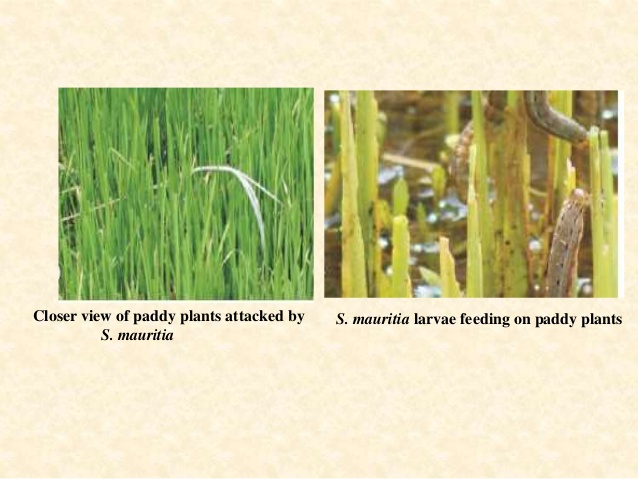 Closer view of paddy plants attacked by
S. mauritia
S. mauritia larvae feeding on paddy plants